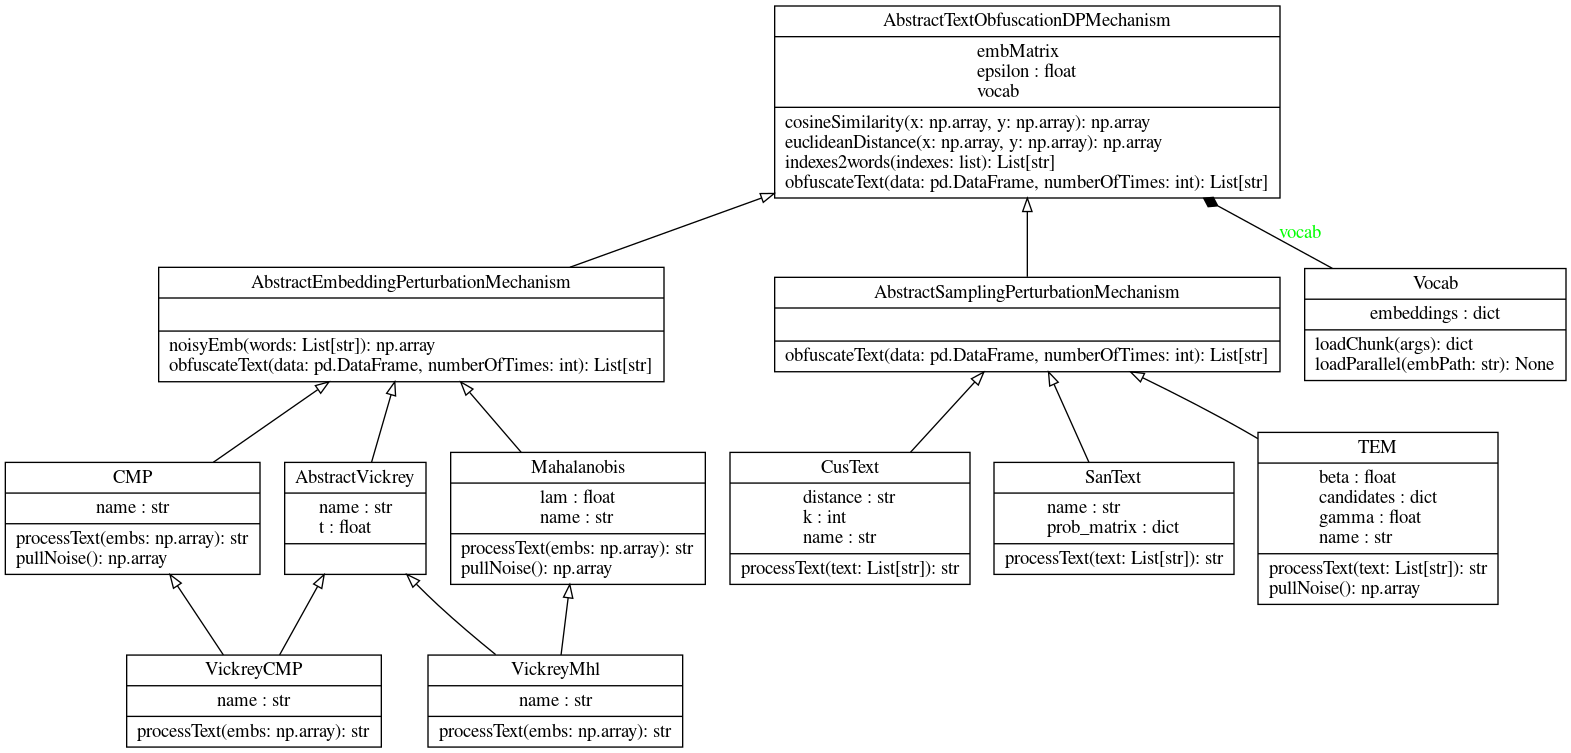 AbstractTextObfuscationDPMechanism
embMatrix
epsilon : float
vocab
cosineSimilarity(x: np.array, y: np.array): np.array
euclideanDistance(x: np.array, y: np.array): np.array
indexes2words(indexes: list): List[str]
obfuscateText(data: pd.DataFrame, numberOfTimes: int): List[str]
vocab
AbstractEmbeddingPerturbationMechanism
noisyEmb(words: List[str]): np.array
obfuscateText(data: pd.DataFrame, numberOfTimes: int): List[str]
AbstractSamplingPerturbationMechanism
obfuscateText(data: pd.DataFrame, numberOfTimes: int): List[str]
Vocab
embeddings : dict
loadChunk(args): dict
loadParallel(embPath: str): None
CMP
name : str
processText(embs: np.array): str
pullNoise(): np.array
AbstractVickrey
name : str
t : float
Mahalanobis
lam : float
name : str
processText(embs: np.array): str
pullNoise(): np.array
CusText
distance : str
k : int
name : str
processText(text: List[str]): str
SanText
name : str
prob_matrix : dict
processText(text: List[str]): str
TEM
beta : float
candidates : dict
gamma : float
name : str
processText(text: List[str]): str
pullNoise(): np.array
VickreyCMP
name : str
processText(embs: np.array): str
VickreyMhl
name : str
processText(embs: np.array): str